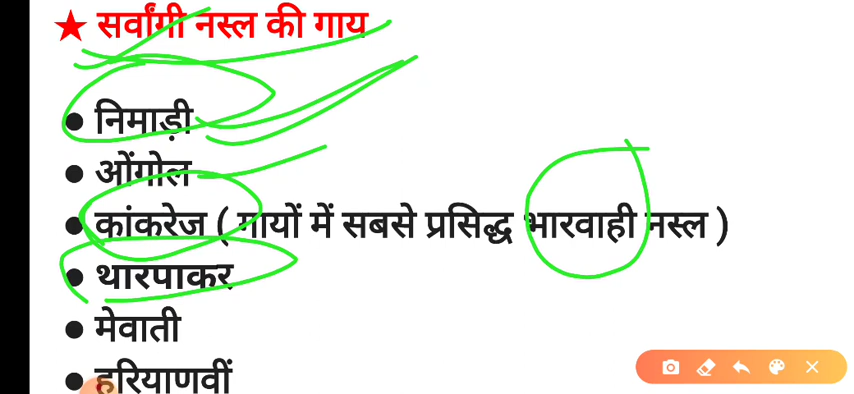 ★ सर्वांगी नस्ल की गाय
● निमाड़ी
● ओंगोल
● कांकरेज ( गायों में सबसे प्रसिद्ध भारवाही नस्ल )
● थारपाकर
● मेवाती
● हरियाणवीं